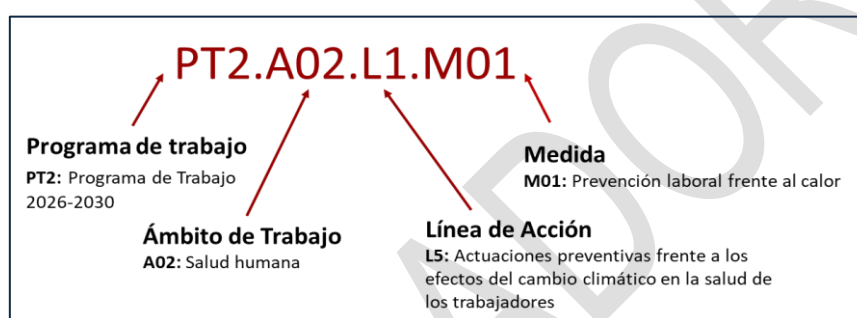 PT2.A02.L1.M01
Programa de trabajo
PT2: Programa de Trabajo
2026-2030
Ámbito de Trabajo
A02: Salud humana
Línea de Acción
L5: Actuaciones preventivas frente a los
efectos del cambio climático en la salud de
los trabajadores
Medida
M01: Prevención laboral frente al calor
ADOR